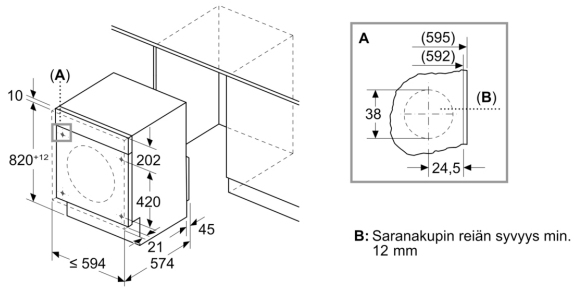 (A)
10
820+12
202
420
21
45
≤ 594
574
A
(595)
(592)
38
(B)
24,5
B: Saranakupin reiän syvyys min.
12 mm